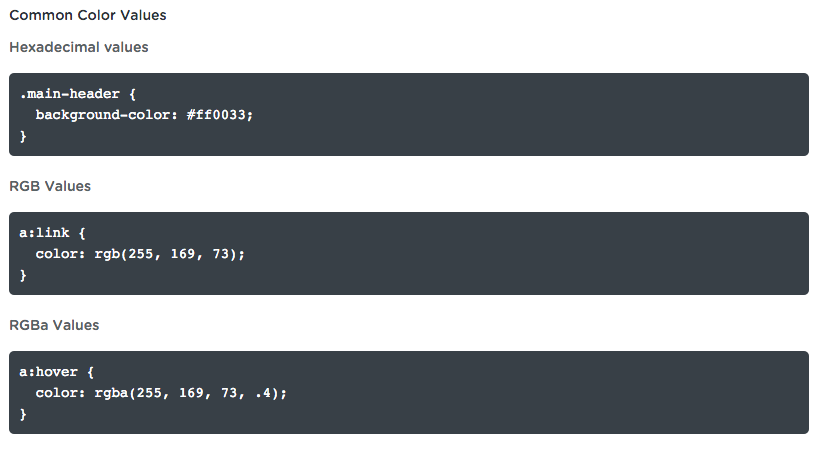 Common Color Values
Hexadecimal values
.main-header {
  background-color: #ff0033;
}
RGB Values
a:link {
  color: rgb(255, 169, 73);
}
RGBa Values
a:hover {
  color: rgba(255, 169, 73, .4);
}